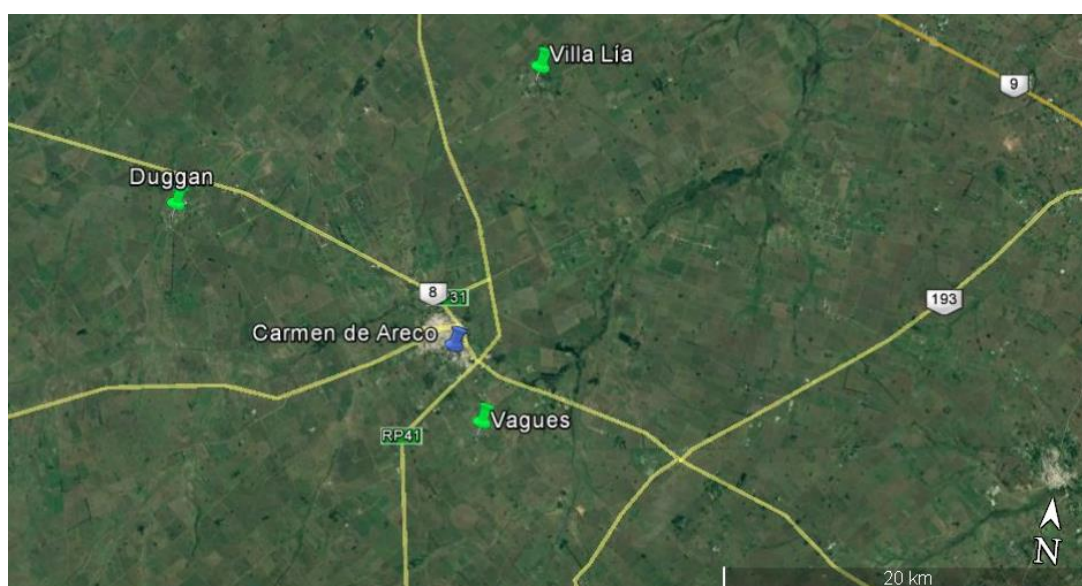 Villa Lía
9
Duggan
8
31
193
Carmen de Areco
Vagues
RP41
N
20 km